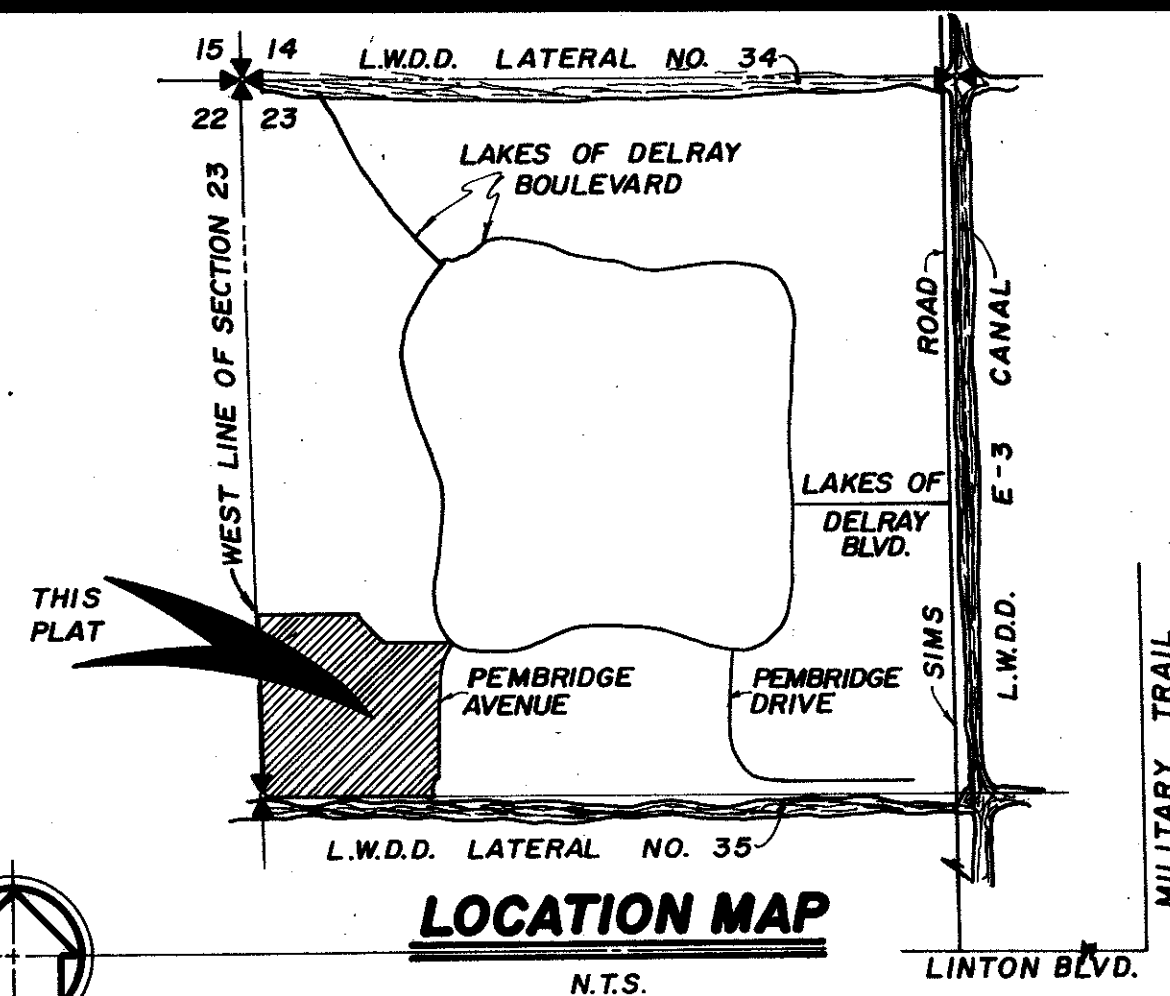 15 14
L.W.D.D. LATERAL NO. 34
22 23
LAKES OF DELRAY
BOULEVARD
WEST LINE OF SECTION 23
ROAD
E-3 CANAL
LAKES OF
DELRAY
BLVD.
THIS
PLAT
SIMS
L.W.D.D.
MILITARY TRAIL
PEMBRIDGE
AVENUE
PEMBRIDGE
DRIVE
L.W.D.D. LATERAL NO. 35
LOCATION MAP
N.T.S.
LINTON BLVD.